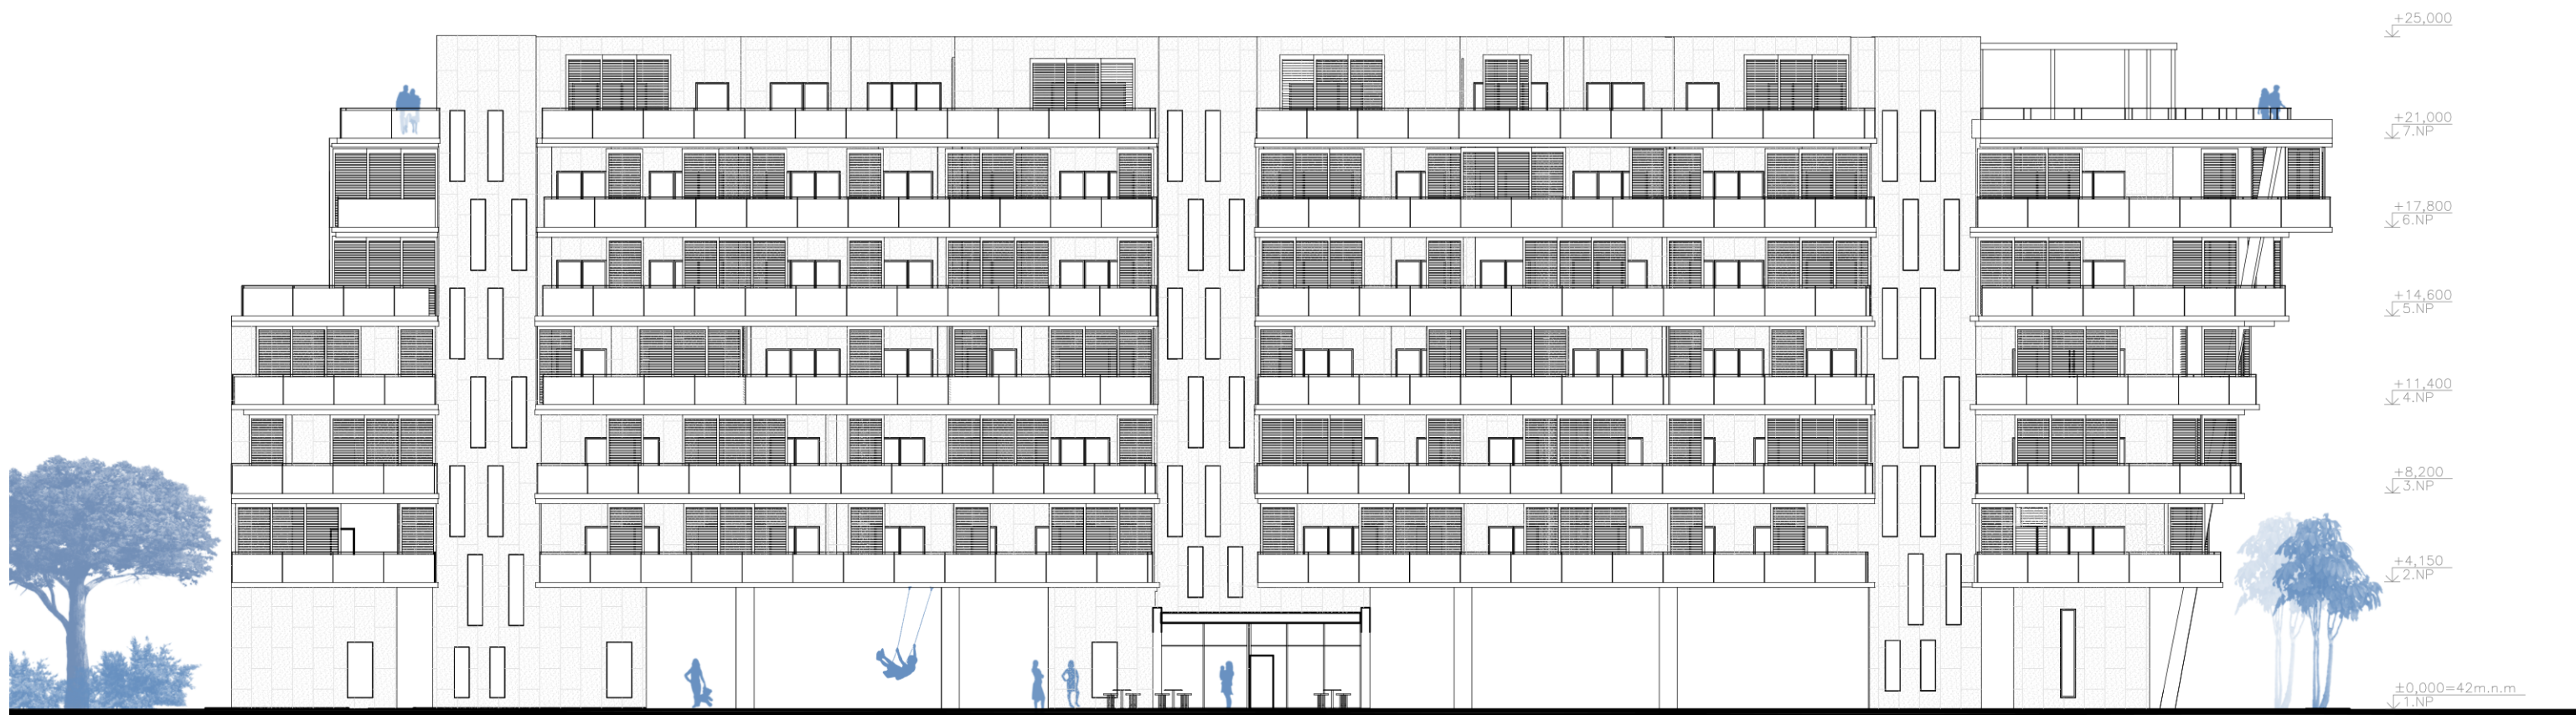 +25,000
+21,000
7.NP
+17,800
6.NP
+14,600
5.NP
+11,400
4.NP
+8,200
3.NP
+4,150
2.NP
±0,000=42m.n.m
1.NP